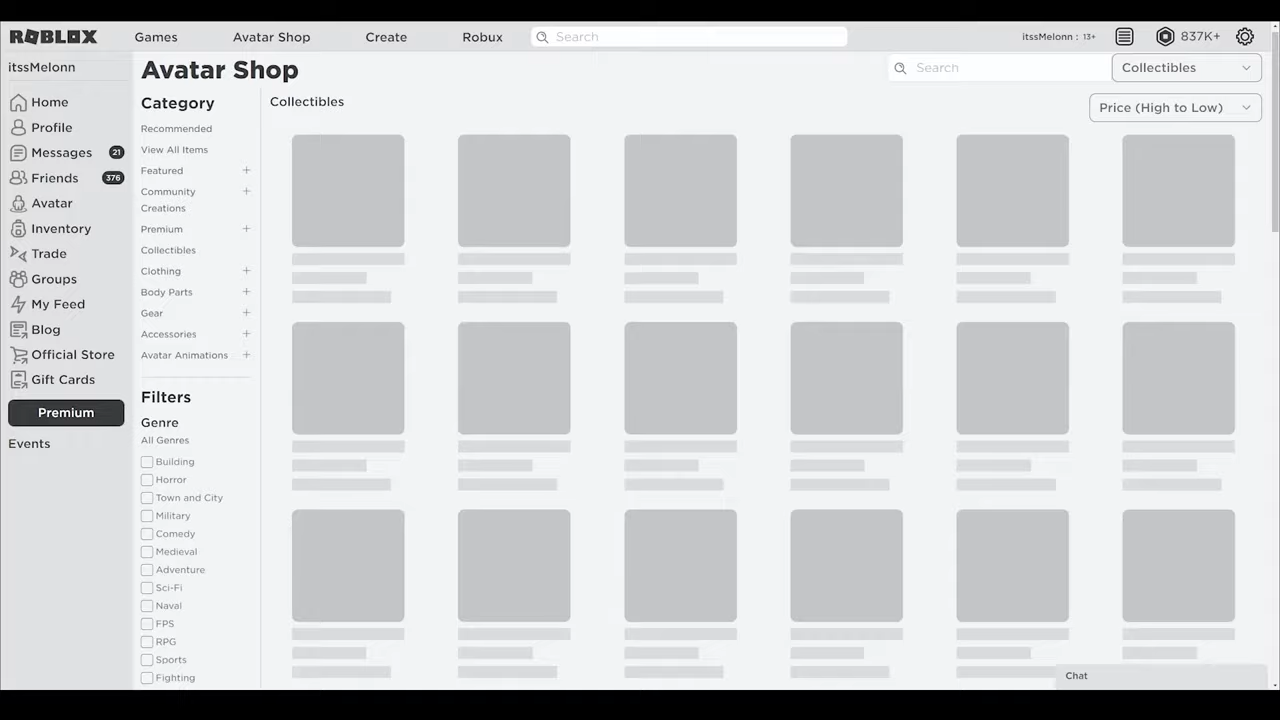 ROBLOX
Games
Avatar Shop
Create
Robux
Search
itssMelonn : 13+
837K+
itssMelonn
Home
Profile
Messages 21
Friends 376
Avatar
Inventory
Trade
Groups
My Feed
Blog
Official Store
Gift Cards
Premium
Events
Avatar Shop
Search
Collectibles
Category
Recommended
View All Items
Featured +
Community +
Creations
Premium +
Collectibles
Clothing +
Body Parts +
Gear +
Accessories +
Avatar Animations +
Filters
Genre
All Genres
Building
Horror
Town and City
Military
Comedy
Medieval
Adventure
Sci-Fi
Naval
FPS
RPG
Sports
Fighting
Collectibles
Price (High to Low)
Chat